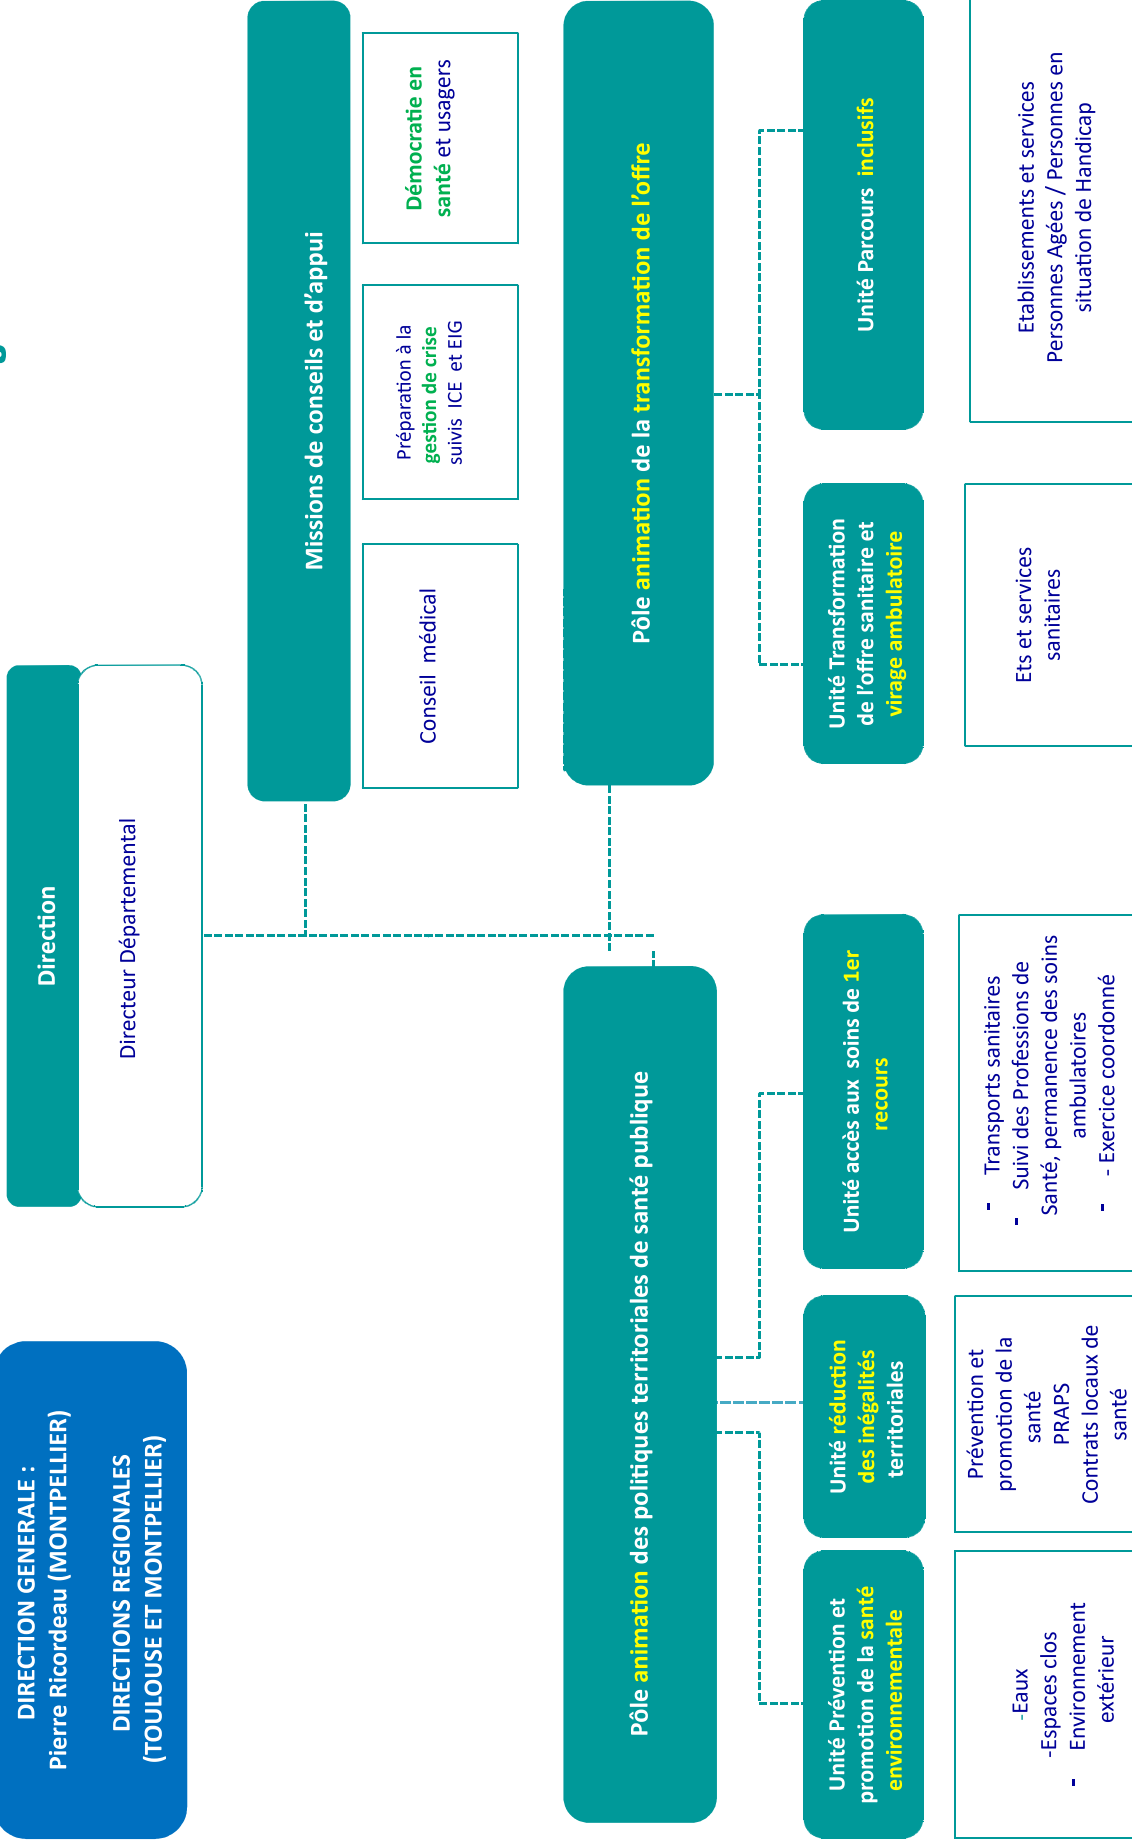 DIRECTION GENERALE :
Pierre Ricordeau (MONTPELLIER)
DIRECTIONS REGIONALES
(TOULOUSE ET MONTPELLIER)
Direction
Directeur Départemental
Missions de conseils et d’appui
Conseil médical
Préparation à la
gestion de crise
suivis ICE et EIG
Démocratie en
santé et usagers
Pôle animation des politiques territoriales de santé publique
Pôle animation de la transformation de l’offre
Unité Prévention et
promotion de la santé
environnementale
Unité réduction
des inégalités
territoriales
Unité accès aux soins de 1er
recours
Unité Transformation
de l’offre sanitaire et
virage ambulatoire
Unité Parcours inclusifs
-Eaux
-Espaces clos
- Environnement
extérieur
Prévention et
promotion de la
santé
PRAPS
Contrats locaux de
santé
- Transports sanitaires
- Suivi des Professions de
Santé, permanence des soins
ambulatoires
- - Exercice coordonné
Ets et services
sanitaires
Etablissements et services
Personnes Agées / Personnes en
situation de Handicap